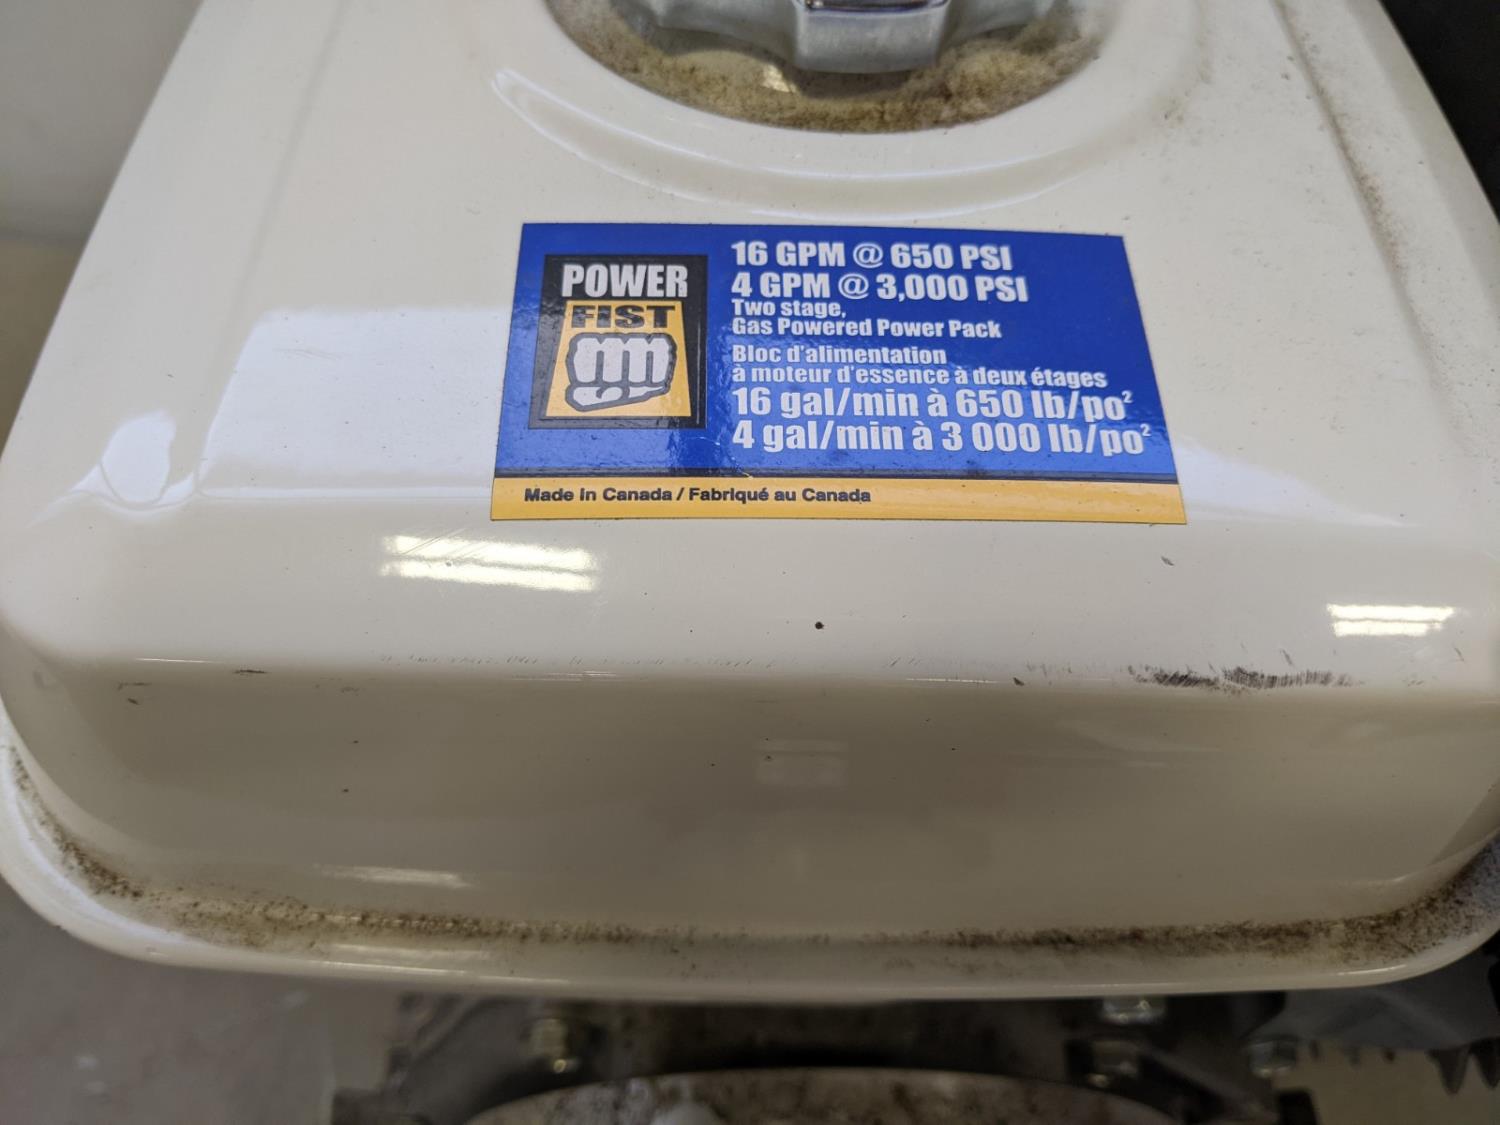 POWER
FIST
16 GPM @ 650 PSI
4 GPM @ 3,000 PSI
Two stage,
Gas Powered Power Pack
Bloc d'alimentation
à moteur d'essence à deux étages
16 gal/min à 650 lb/po²
4 gal/min à 3 000 lb/po²
Made in Canada / Fabriqué au Canada